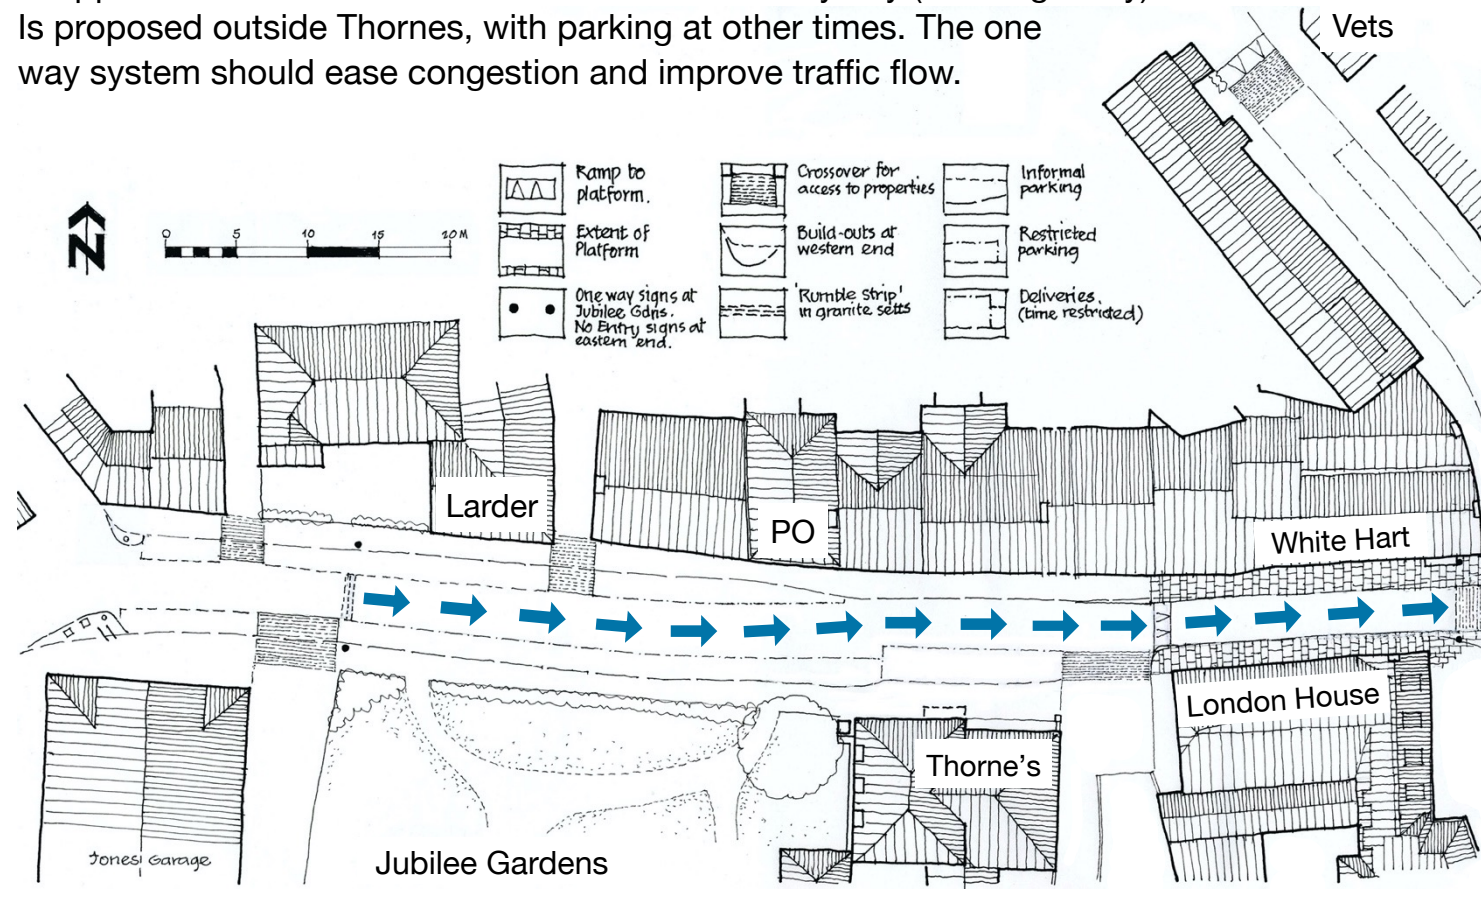 Is proposed outside Thornes, with parking at other times. The one
way system should ease congestion and improve traffic flow.
Vets
Ramp to
platform.
Crossover for
access to properties
Informal
parking
Extent of
Platform
Build-outs at
western end
Restricted
parking
One way signs at
Jubilee Gdns.
No Entry signs at
eastern end.
'Rumble Strip'
in granite setts
Deliveries.
(time restricted)
N
0 5 10 15 20 M
Larder
PO
White Hart
London House
Thorne's
Jubilee Gardens
Jones' Garage